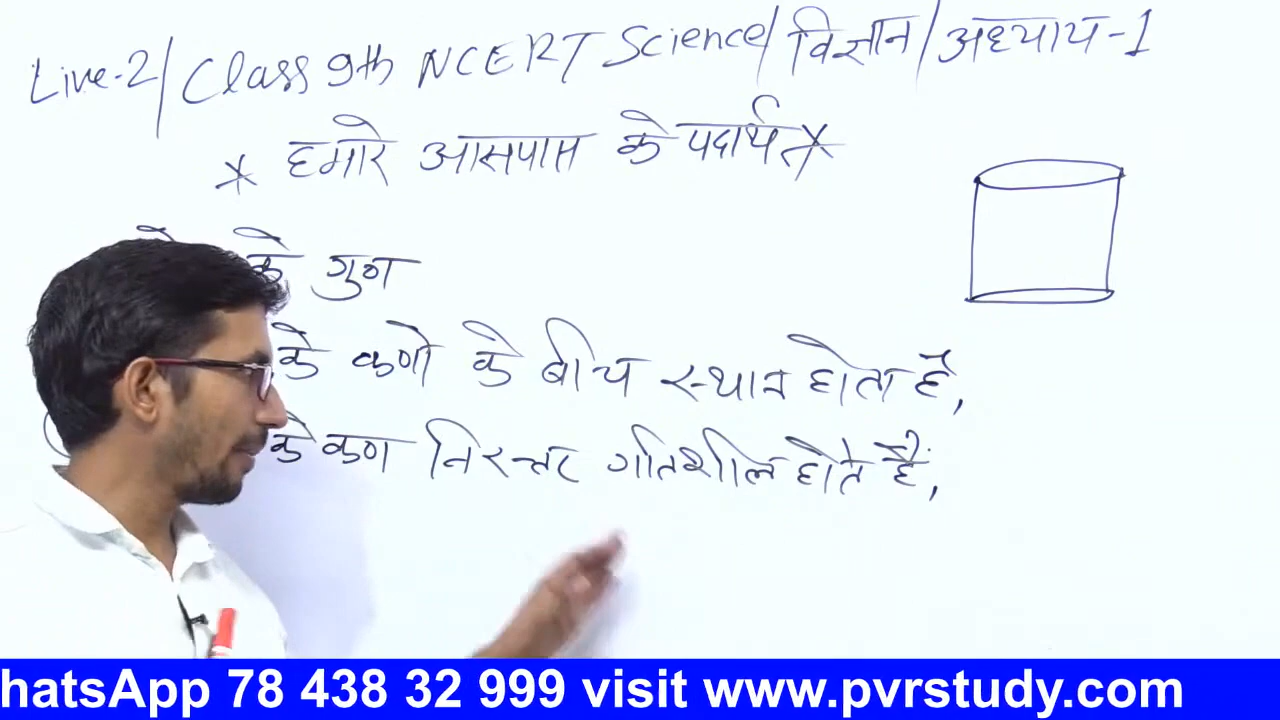 Live-2/Class 9th NCERT Science/विज्ञान/अध्याय-1
* हमारे आसपास के पदार्थ *
के गुण
के कणो के बीच स्थान होता है,
के कण निरन्तर गतिशील होते हैं,
hatsApp 78 438 32 999 visit www.pvrstudy.com